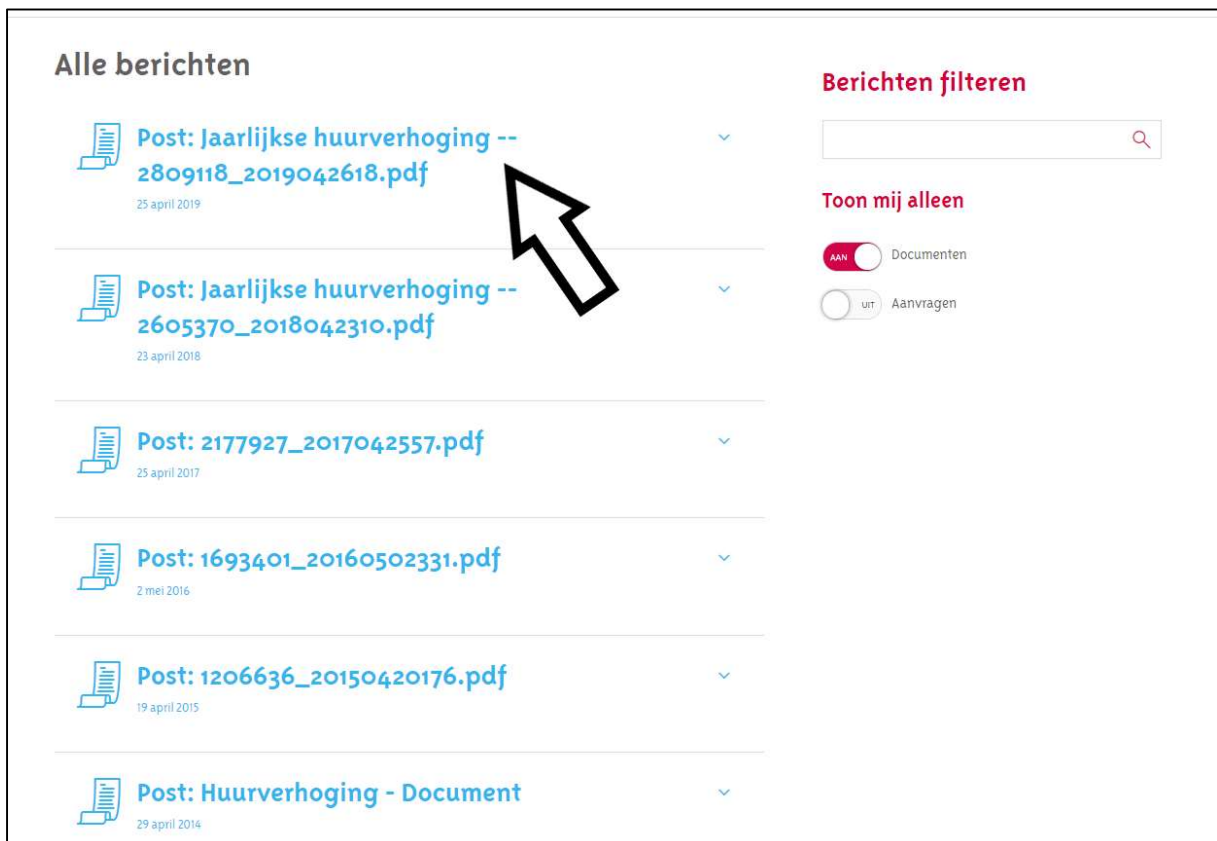 Alle berichten
Post: Jaarlijkse huurverhoging --
2809118_2019042618.pdf
25 april 2019
Post: Jaarlijkse huurverhoging --
2605370_2018042310.pdf
23 april 2018
Post: 2177927_2017042557.pdf
25 april 2017
Post: 1693401_20160502331.pdf
2 mei 2016
Post: 1206636_20150420176.pdf
19 april 2015
Post: Huurverhoging - Document
29 april 2014
Berichten filteren
Toon mij alleen
AAN Documenten
UIT Aanvragen